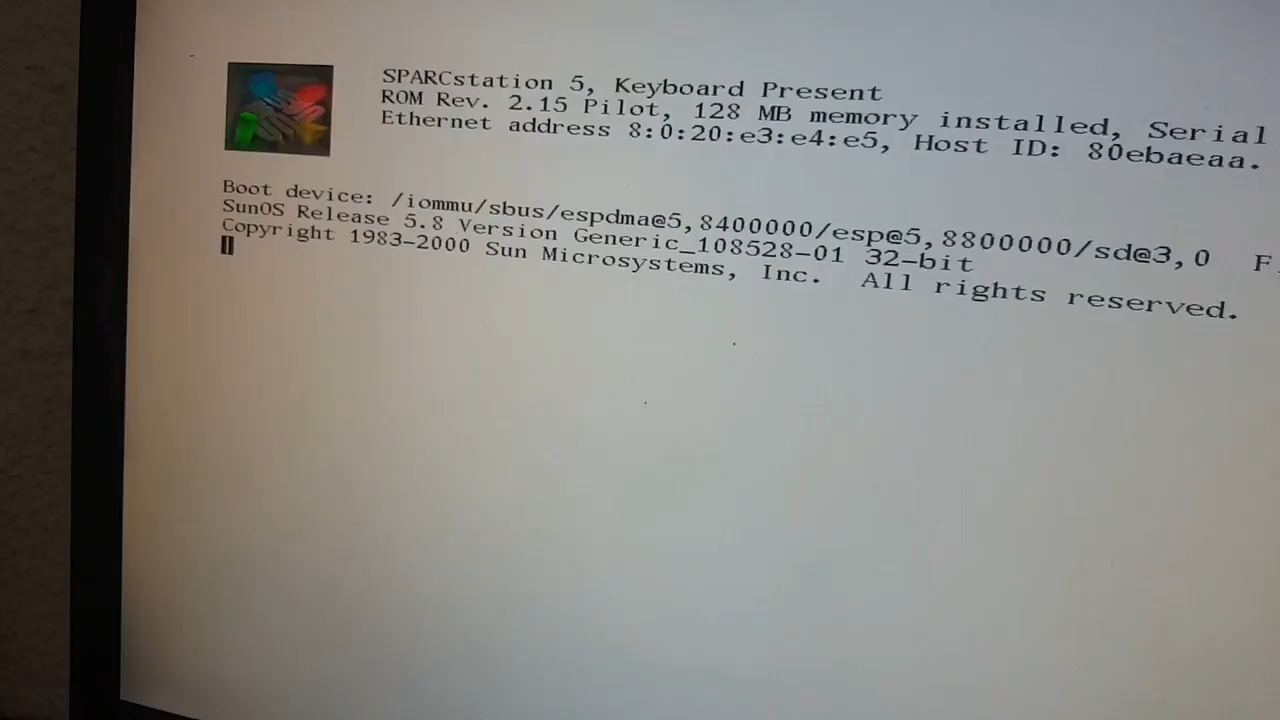 SPARCstation 5, Keyboard Present
ROM Rev. 2.15 Pilot, 128 MB memory installed, Serial
Ethernet address 8:0:20:e3:e4:e5, Host ID: 80ebaeaa.
Boot device: /iommu/sbus/espdma@5,8400000/esp@5,8800000/sd@3,0 F
SunOS Release 5.8 Version Generic_108528-01 32-bit
Copyright 1983-2000 Sun Microsystems, Inc. All rights reserved.